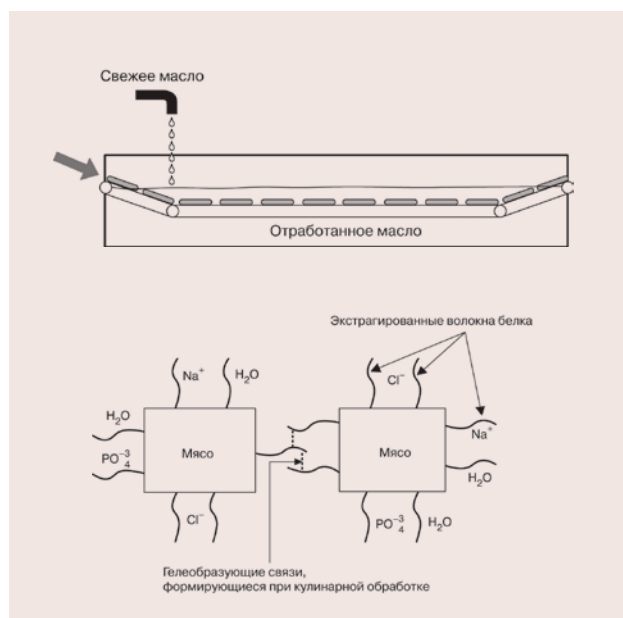 Свежее масло
Отработанное масло
Экстрагированные волокна белка
Na⁺
H₂O
Cl⁻
H₂O
Na⁺
Мясо
Мясо
PO₄⁻³
H₂O
Cl⁻
PO₄⁻³
H₂O
Гелеобразующие связи,
формирующиеся при кулинарной обработке